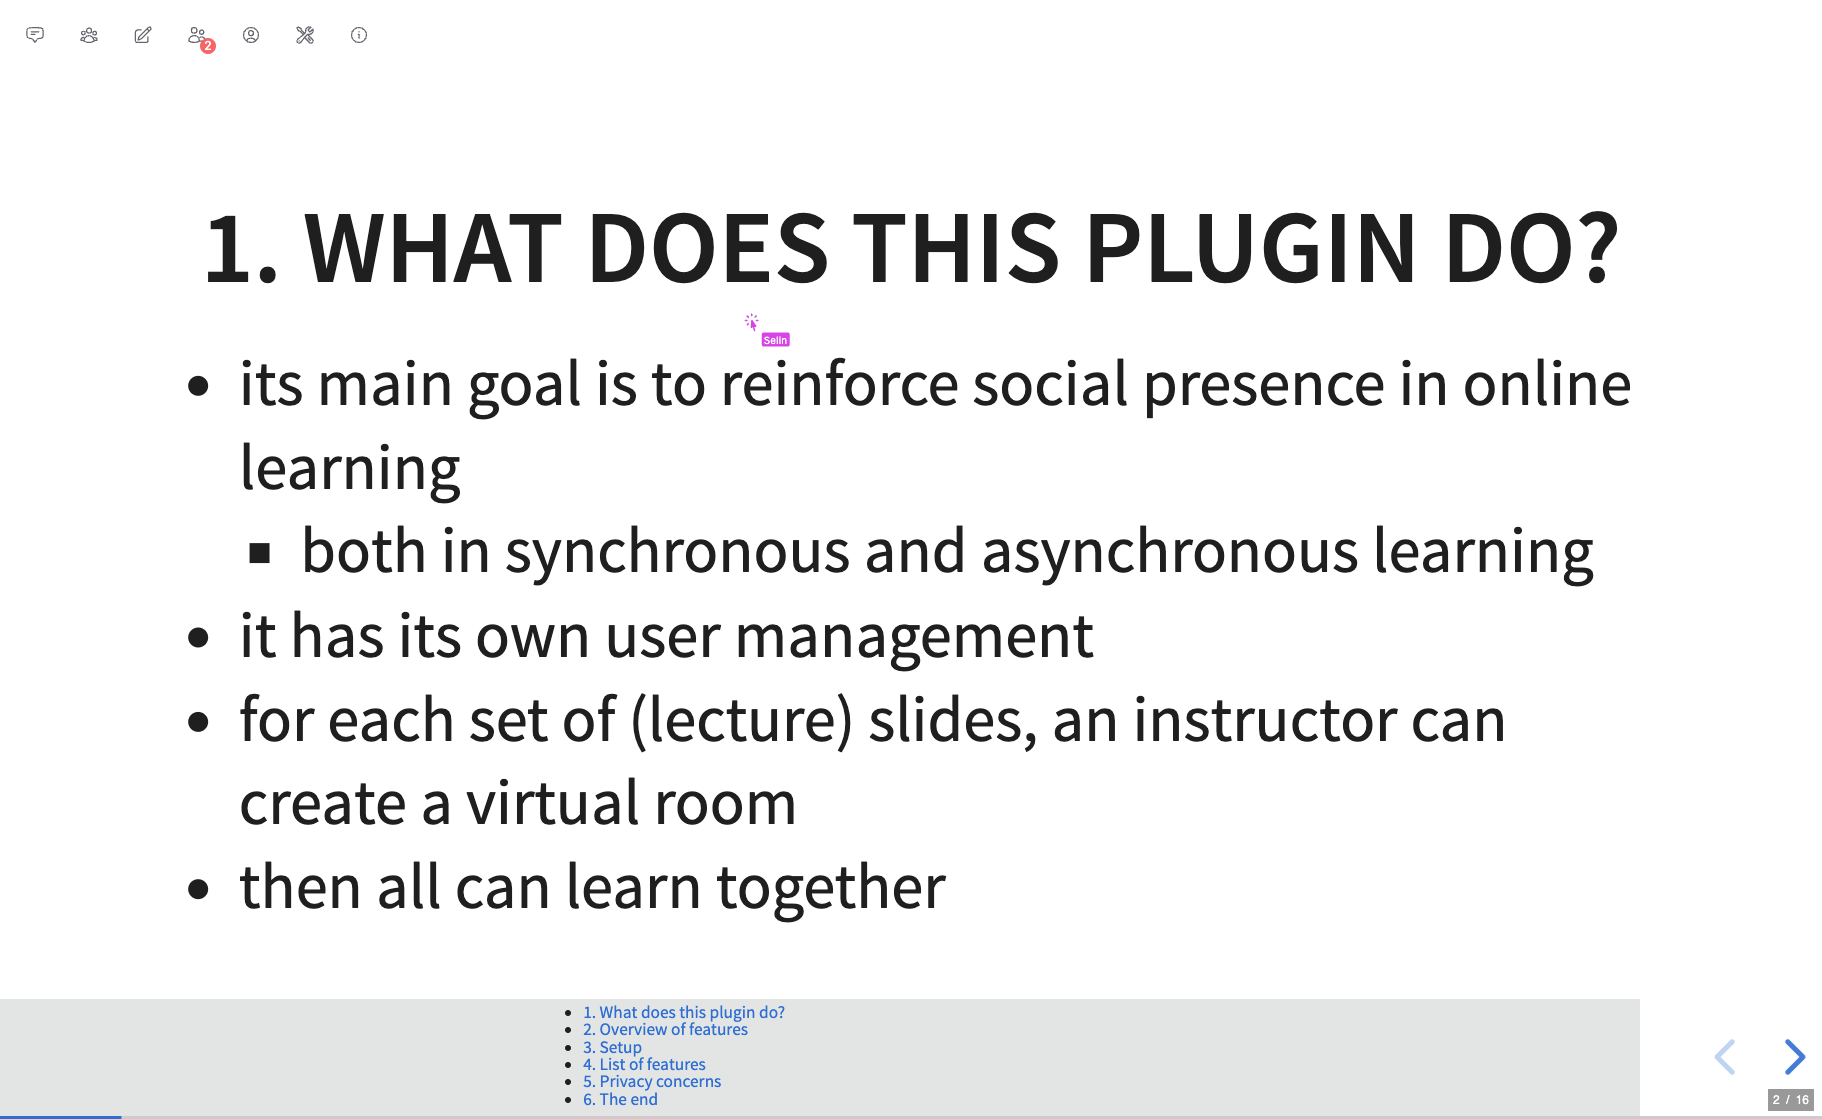 2
1. WHAT DOES THIS PLUGIN DO?
Selin
its main goal is to reinforce social presence in online
learning
both in synchronous and asynchronous learning
it has its own user management
for each set of (lecture) slides, an instructor can
create a virtual room
then all can learn together
1. What does this plugin do?
2. Overview of features
3. Setup
4. List of features
5. Privacy concerns
6. The end
2 / 16